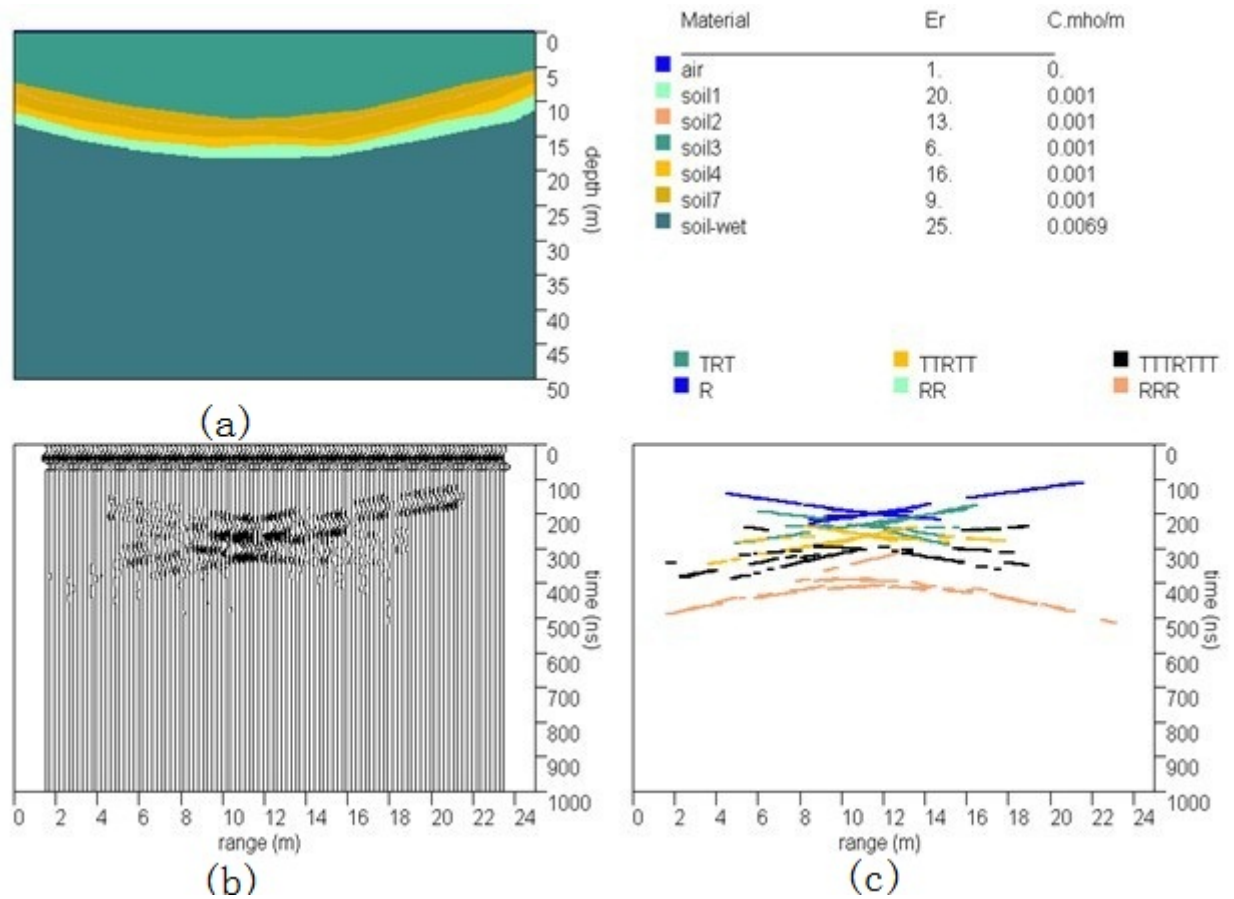 0
5
10
15
20
25
30
35
40
45
50
depth (m)
(a)
Material Er C.mho/m
air 1. 0.
soil1 20. 0.001
soil2 13. 0.001
soil3 6. 0.001
soil4 16. 0.001
soil7 9. 0.001
soil-wet 25. 0.0069
TRT TTRTT TTTRTTT
R RR RRR
0
100
200
300
400
500
600
700
800
900
1000
time (ns)
0 2 4 6 8 10 12 14 16 18 20 22 24
range (m)
(b)
0
100
200
300
400
500
600
700
800
900
1000
time (ns)
0 2 4 6 8 10 12 14 16 18 20 22 24
range (m)
(c)